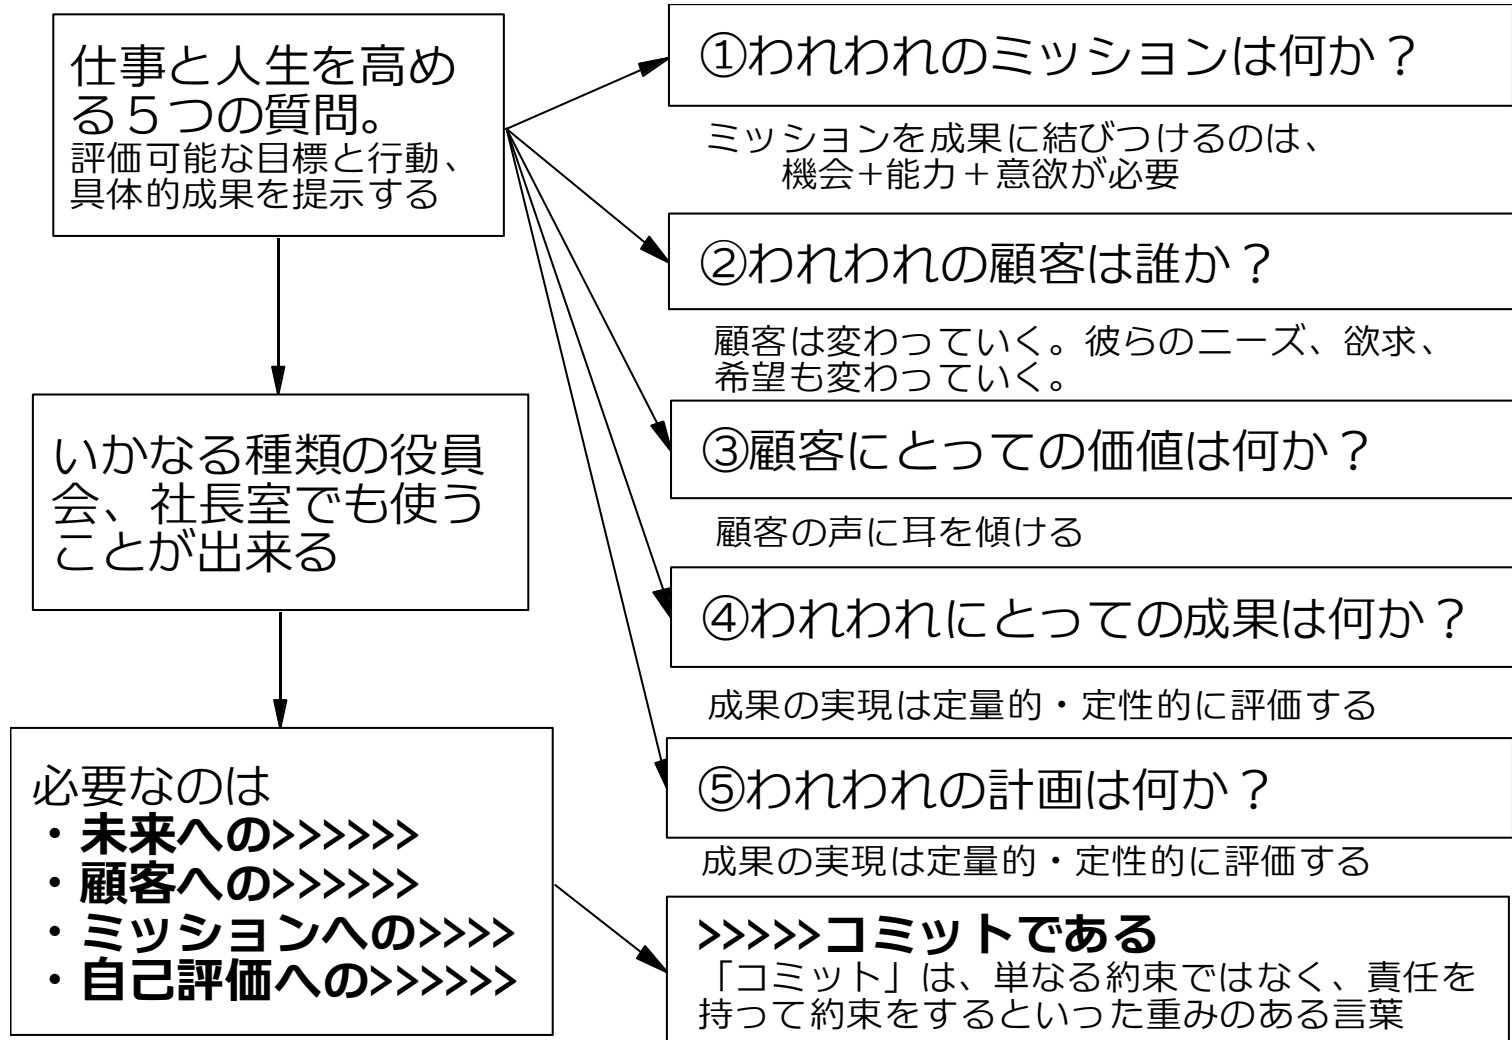 仕事と人生を高め
る５つの質問。
評価可能な目標と行動、
具体的成果を提示する
いかなる種類の役員
会、社長室でも使う
ことが出来る
必要なのは
・未来への>>>>>>
・顧客への>>>>>>
・ミッションへの>>>>
・自己評価への>>>>>>
①われわれのミッションは何か？
ミッションを成果に結びつけるのは、
機会+能力＋意欲が必要
②われわれの顧客は誰か？
顧客は変わっていく。彼らのニーズ、欲求、
希望も変わっていく。
③顧客にとっての価値は何か？
顧客の声に耳を傾ける
④われわれにとっての成果は何か？
成果の実現は定量的・定性的に評価する
⑤われわれの計画は何か？
成果の実現は定量的・定性的に評価する
>>>>>コミットである
「コミット」は、単なる約束ではなく、責任を
持って約束をするといった重みのある言葉